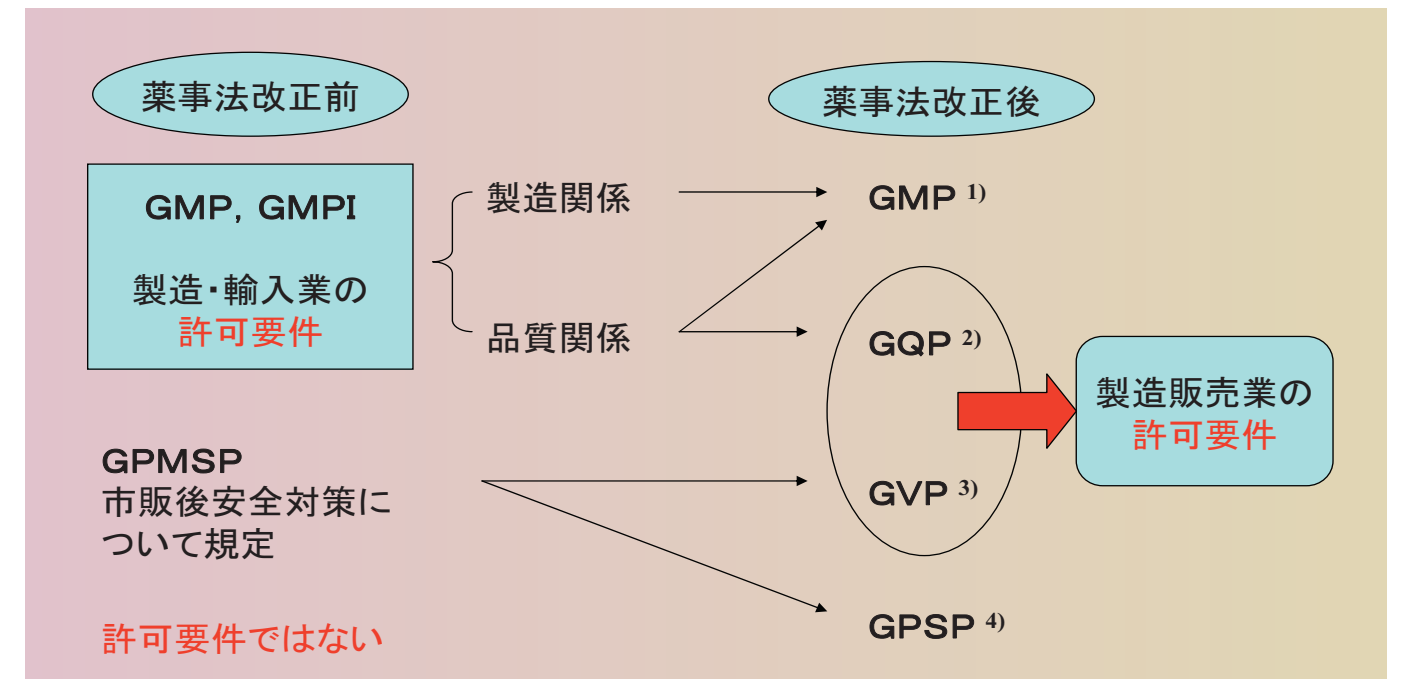 薬事法改正前
薬事法改正後
GMP, GMPI
製造・輸入業の
許可要件
製造関係
品質関係
GMP 1)
GQP 2)
GVP 3)
GPSP 4)
製造販売業の
許可要件
GPMSP
市販後安全対策に
ついて規定
許可要件ではない